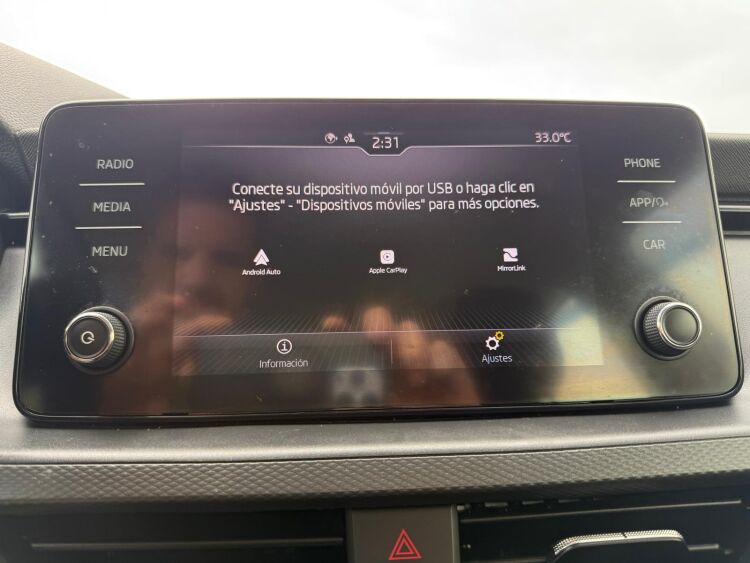 2:31
33.0°C
RADIO
MEDIA
MENU
Conecte su dispositivo móvil por USB o haga clic en
"Ajustes" - "Dispositivos móviles" para más opciones.
Android Auto
Apple CarPlay
MirrorLink
Información
Ajustes
PHONE
APP/
CAR